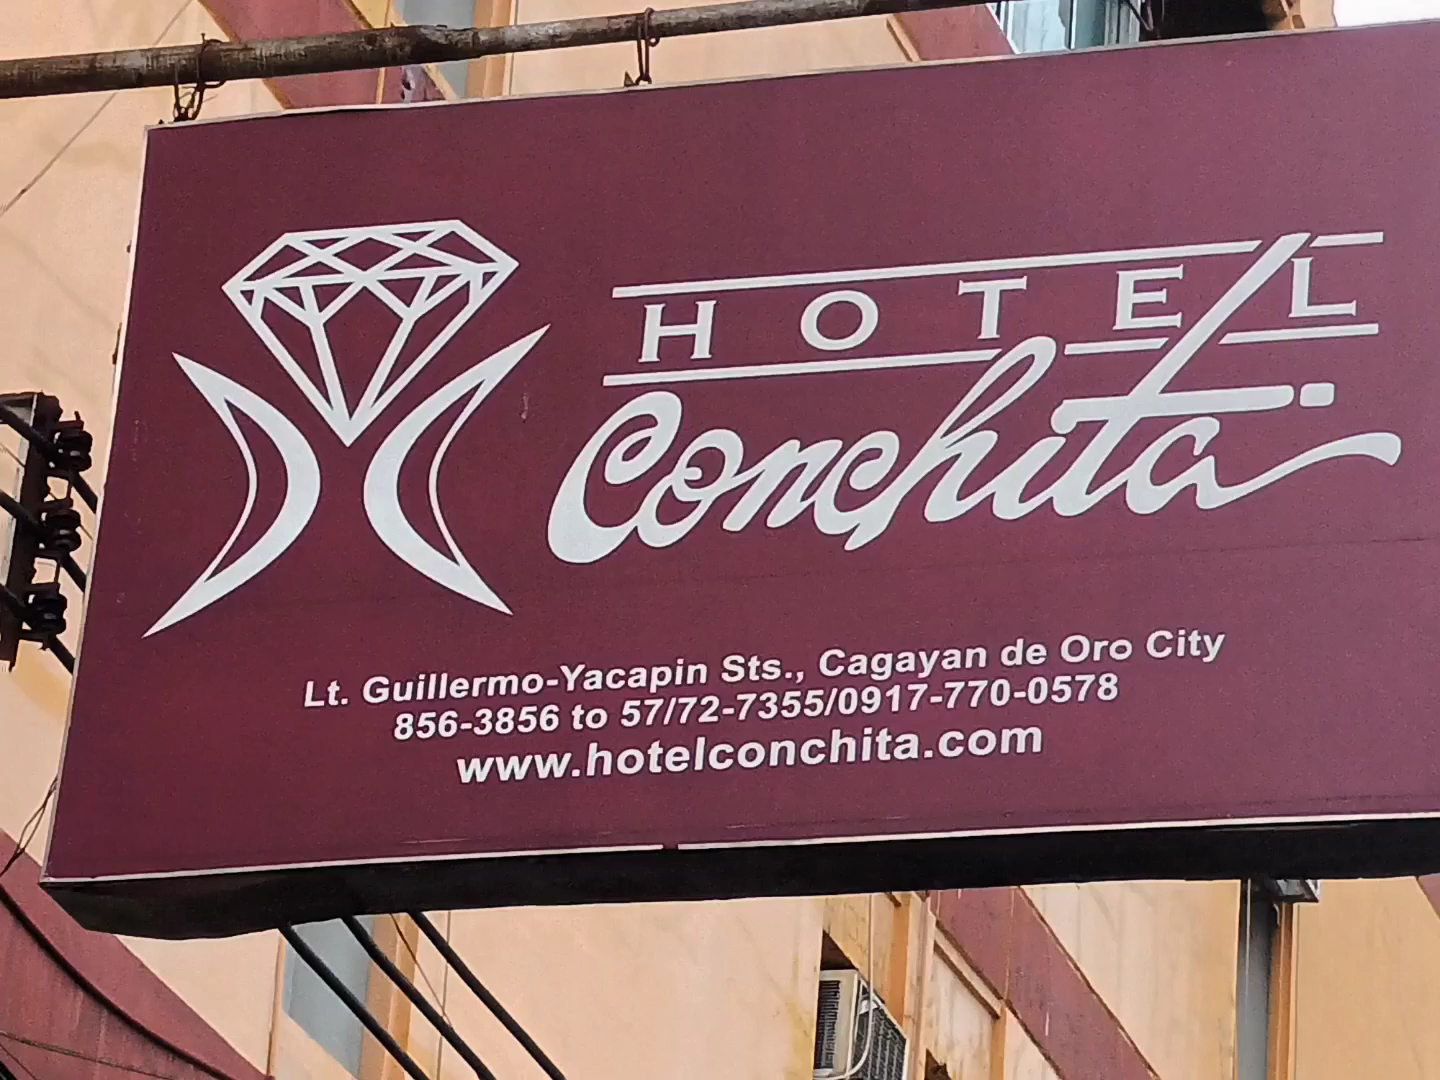 HOTEL
Conchita
Lt. Guillermo-Yacapin Sts., Cagayan de Oro City
856-3856 to 57/72-7355/0917-770-0578
www.hotelconchita.com